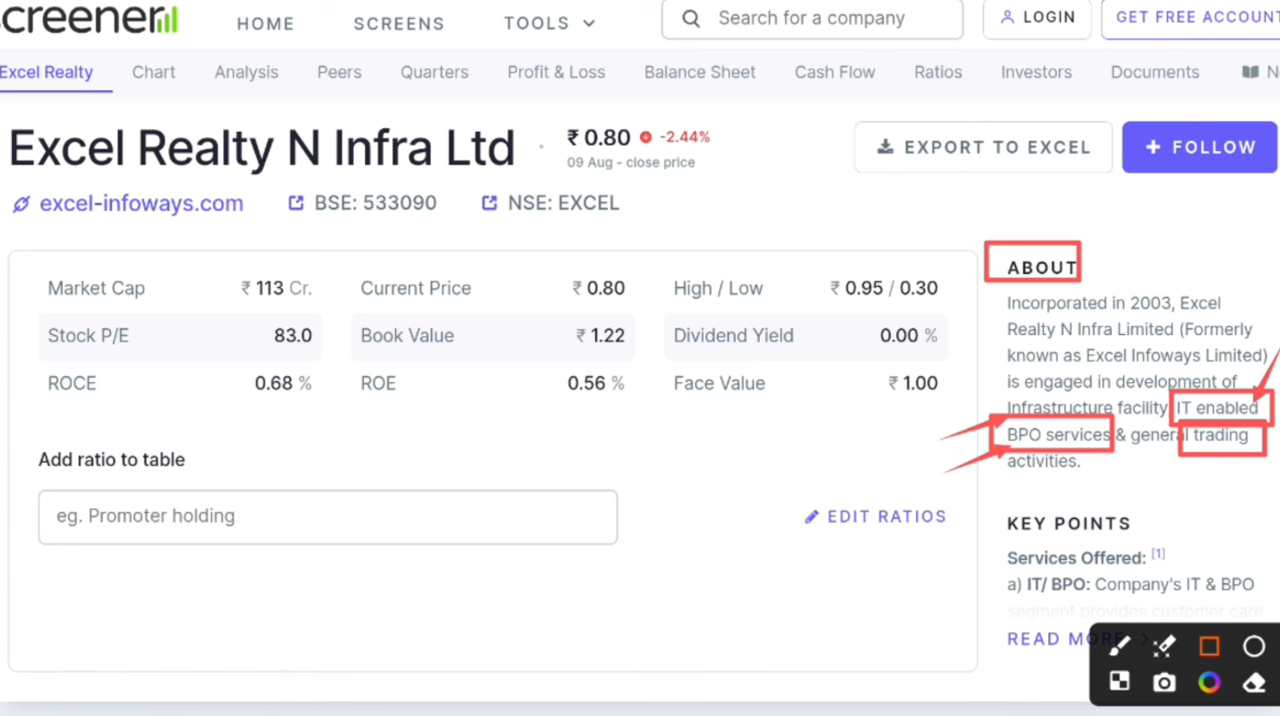 screener
HOME SCREENS TOOLS Search for a company LOGIN GET FREE ACCOUNT
Excel Realty Chart Analysis Peers Quarters Profit & Loss Balance Sheet Cash Flow Ratios Investors Documents
Excel Realty N Infra Ltd
₹ 0.80 -2.44%
09 Aug - close price
EXPORT TO EXCEL
+ FOLLOW
excel-infoways.com BSE: 533090 NSE: EXCEL
Market Cap ₹ 113 Cr. Current Price ₹ 0.80 High / Low ₹ 0.95 / 0.30
Stock P/E 83.0 Book Value ₹ 1.22 Dividend Yield 0.00 %
ROCE 0.68 % ROE 0.56 % Face Value ₹ 1.00
Add ratio to table
eg. Promoter holding
EDIT RATIOS
ABOUT
Incorporated in 2003, Excel
Realty N Infra Limited (Formerly
known as Excel Infoways Limited)
is engaged in development of
Infrastructure facility, IT enabled
BPO services & general trading
activities.
KEY POINTS
Services Offered: [1]
a) IT/ BPO: Company's IT & BPO
segment provides customer care
READ MORE